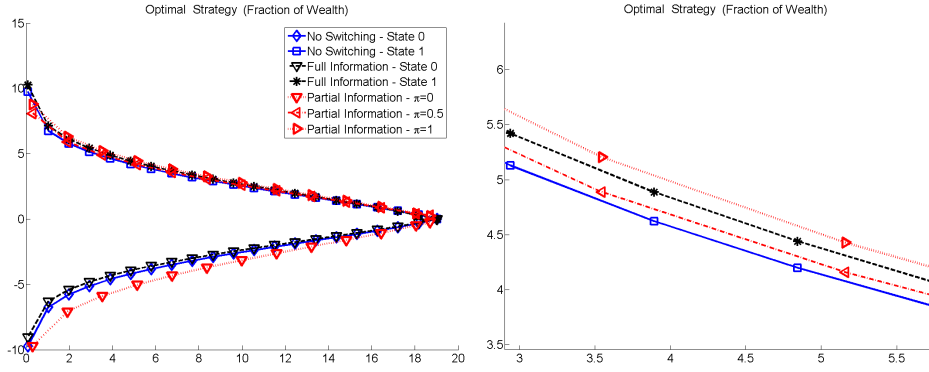 Optimal Strategy (Fraction of Wealth)
15
10
5
0
-5
-10
0 2 4 6 8 10 12 14 16 18 20
No Switching - State 0
No Switching - State 1
Full Information - State 0
Full Information - State 1
Partial Information - π=0
Partial Information - π=0.5
Partial Information - π=1
Optimal Strategy (Fraction of Wealth)
6
5.5
5
4.5
4
3.5
3 3.5 4 4.5 5 5.5